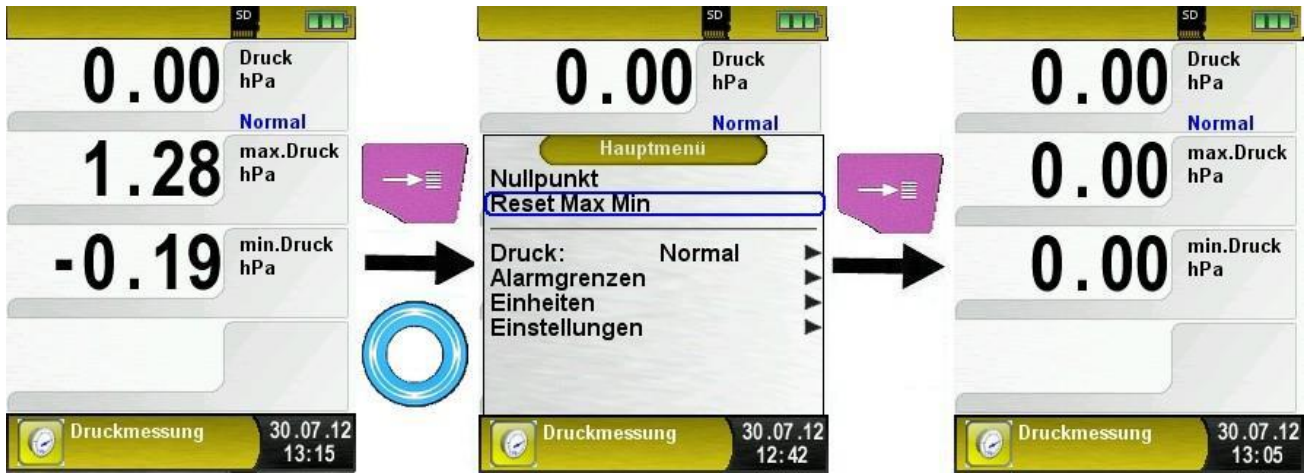 SD
0.00 Druck
hPa
Normal
1.28 max.Druck
hPa
-0.19 min.Druck
hPa
Druckmessung 30.07.12
13:15
SD
0.00 Druck
hPa
Normal
Hauptmenü
Nullpunkt
Reset Max Min
Druck: Normal
Alarmgrenzen
Einheiten
Einstellungen
Druckmessung 30.07.12
12:42
SD
0.00 Druck
hPa
Normal
0.00 max.Druck
hPa
0.00 min.Druck
hPa
Druckmessung 30.07.12
13:05